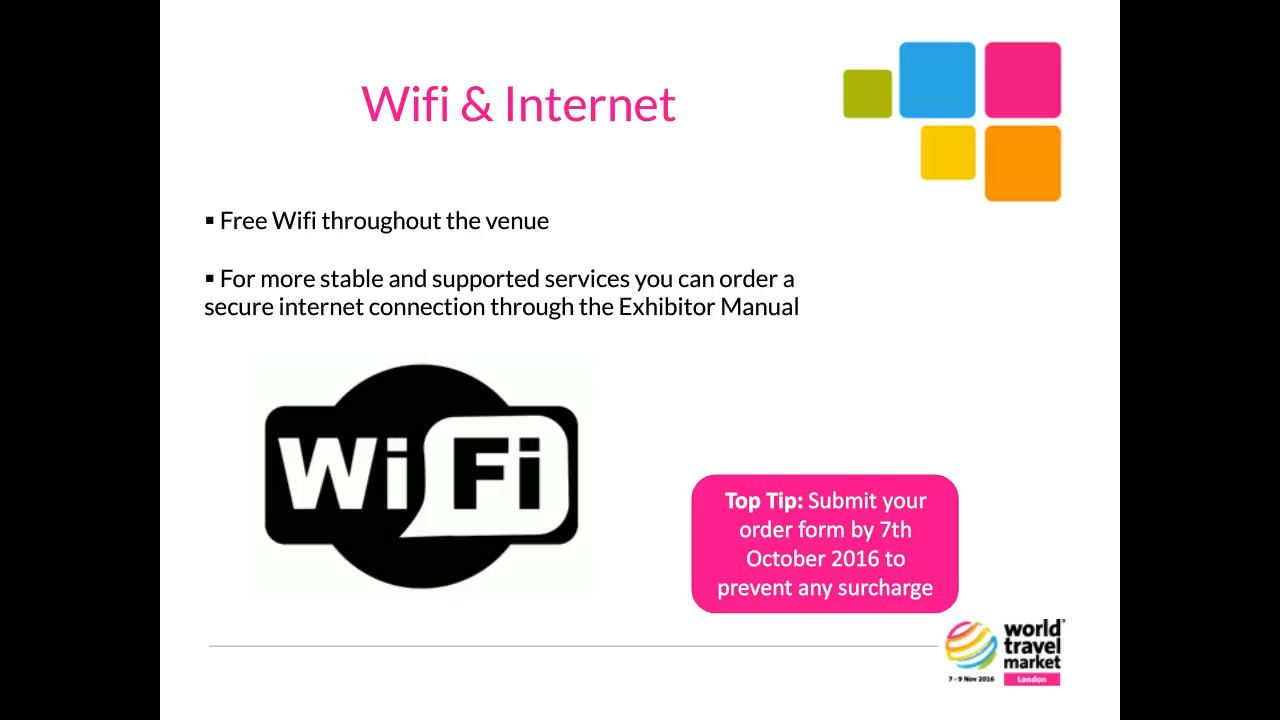 Wifi & Internet
▪ Free Wifi throughout the venue
▪ For more stable and supported services you can order a
secure internet connection through the Exhibitor Manual
WiFi
Top Tip: Submit your
order form by 7th
October 2016 to
prevent any surcharge
world
travel
market
7 - 9 Nov 2016
London